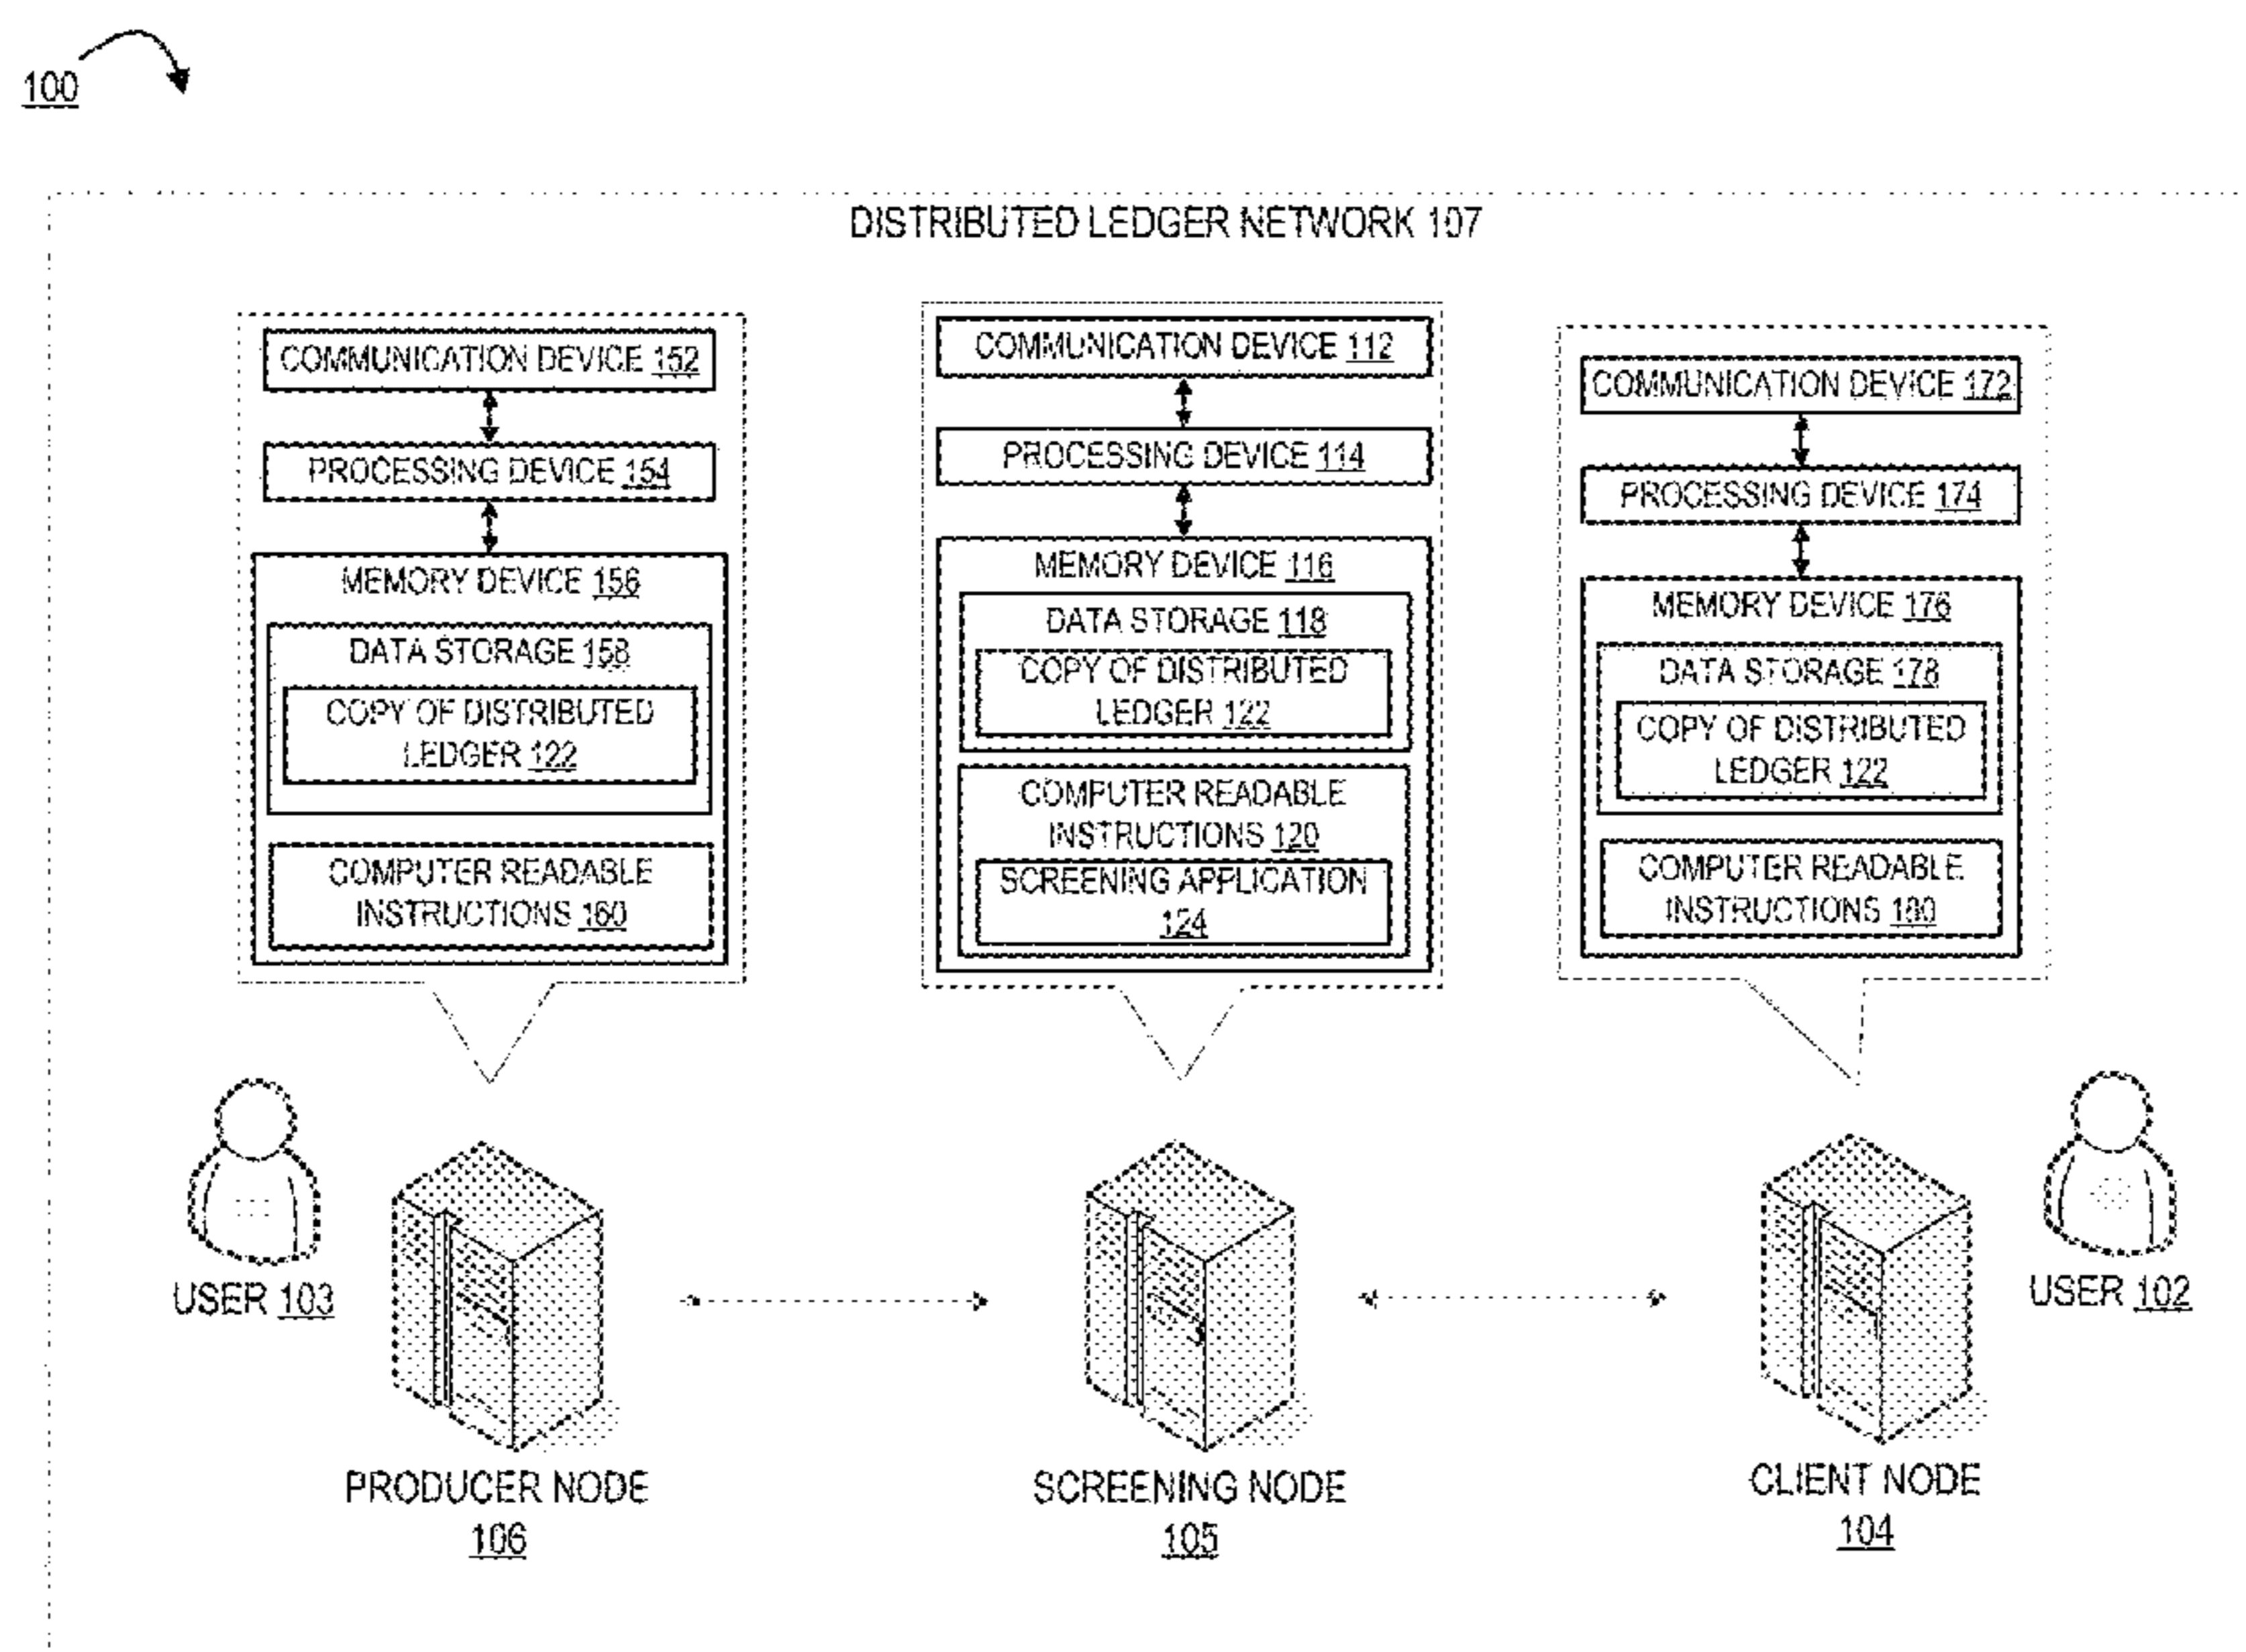 100
DISTRIBUTED LEDGER NETWORK 107
COMMUNICATION DEVICE 152
PROCESSING DEVICE 154
MEMORY DEVICE 156
DATA STORAGE 158
COPY OF DISTRIBUTED
LEDGER 122
COMPUTER READABLE
INSTRUCTIONS 160
COMMUNICATION DEVICE 112
PROCESSING DEVICE 114
MEMORY DEVICE 116
DATA STORAGE 118
COPY OF DISTRIBUTED
LEDGER 122
COMPUTER READABLE
INSTRUCTIONS 120
SCREENING APPLICATION
124
COMMUNICATION DEVICE 172
PROCESSING DEVICE 174
MEMORY DEVICE 176
DATA STORAGE 178
COPY OF DISTRIBUTED
LEDGER 122
COMPUTER READABLE
INSTRUCTIONS 180
USER 103
PRODUCER NODE
106
SCREENING NODE
105
CLIENT NODE
104
USER 102